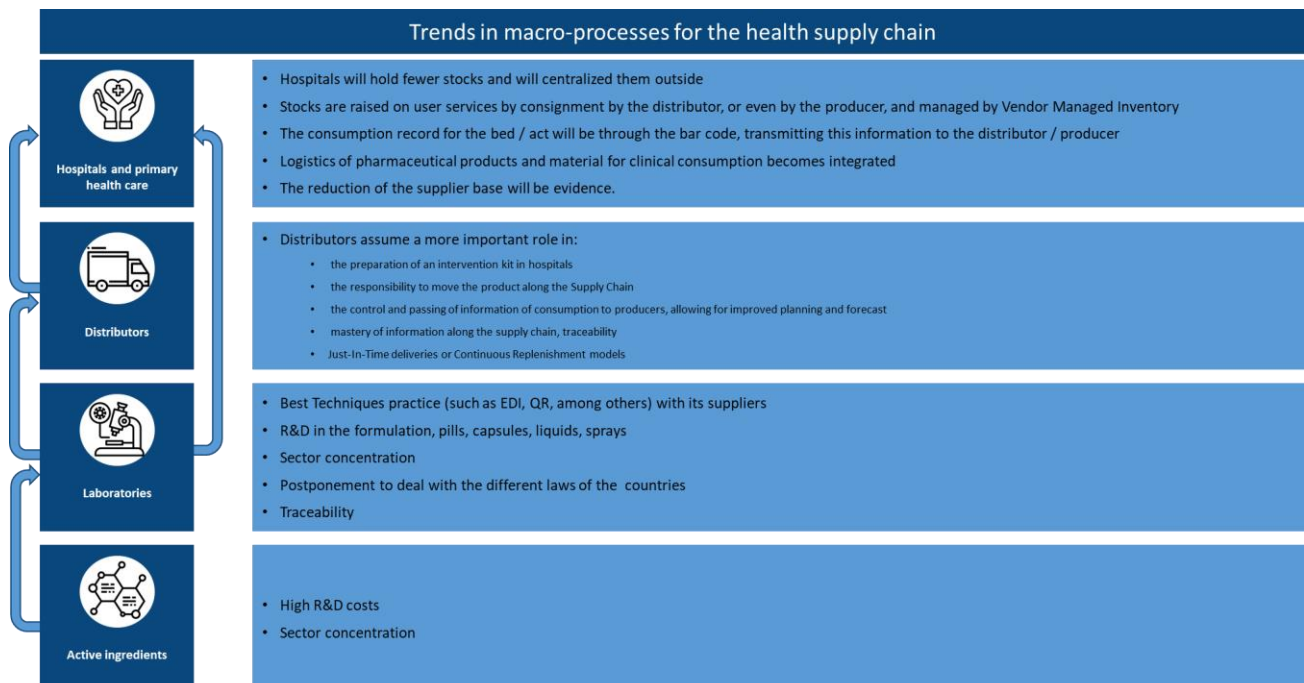 Trends in macro-processes for the health supply chain
Hospitals and primary
health care
• Hospitals will hold fewer stocks and will centralized them outside
• Stocks are raised on user services by consignment by the distributor, or even by the producer, and managed by Vendor Managed Inventory
• The consumption record for the bed / act will be through the bar code, transmitting this information to the distributor / producer
• Logistics of pharmaceutical products and material for clinical consumption becomes integrated
• The reduction of the supplier base will be evidence.
Distributors
• Distributors assume a more important role in:
• the preparation of an intervention kit in hospitals
• the responsibility to move the product along the Supply Chain
• the control and passing of information of consumption to producers, allowing for improved planning and forecast
• mastery of information along the supply chain, traceability
• Just-In-Time deliveries or Continuous Replenishment models
Laboratories
• Best Techniques practice (such as EDI, QR, among others) with its suppliers
• R&D in the formulation, pills, capsules, liquids, sprays
• Sector concentration
• Postponement to deal with the different laws of the countries
• Traceability
Active ingredients
• High R&D costs
• Sector concentration